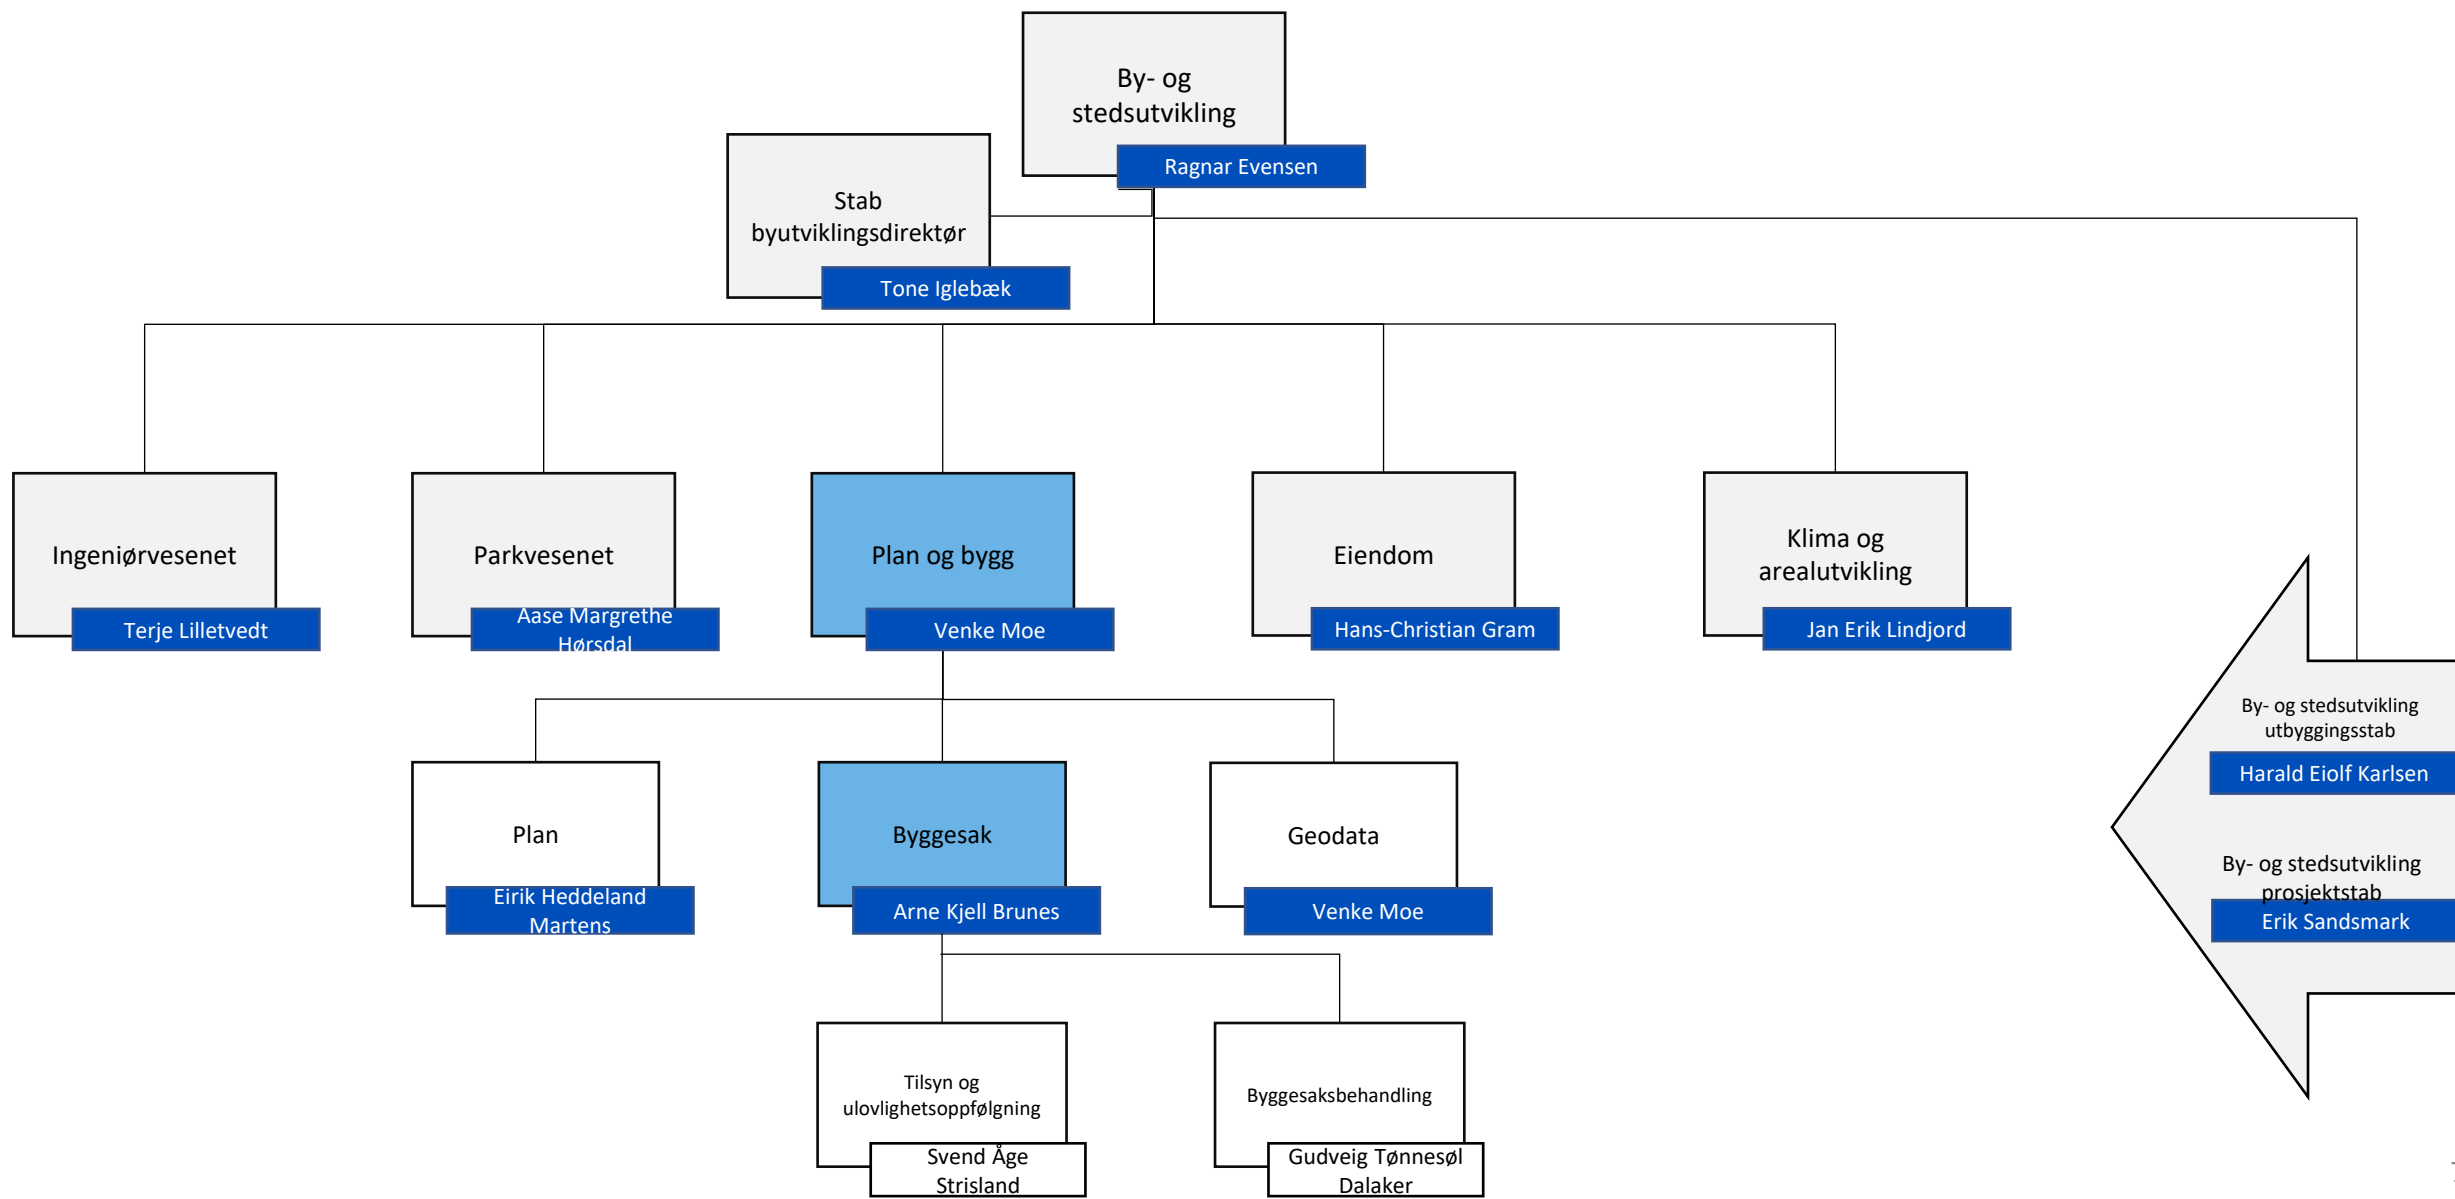 By- og
stedsutvikling
Ragnar Evensen
Stab
byutviklingsdirektør
Tone Iglebæk
Ingeniørvesenet
Terje Lilletvedt
Parkvesenet
Aase Margrethe
Hørsdal
Plan og bygg
Venke Moe
Eiendom
Hans-Christian Gram
Klima og
arealutvikling
Jan Erik Lindjord
By- og stedsutvikling
utbyggingsstab
Harald Eiolf Karlsen
By- og stedsutvikling
prosjektstab
Erik Sandsmark
Plan
Eirik Heddeland
Martens
Byggesak
Arne Kjell Brunes
Geodata
Venke Moe
Tilsyn og
ulovlighetsoppfølgning
Svend Åge
Strisland
Byggesaksbehandling
Gudveig Tønnesøl
Dalaker